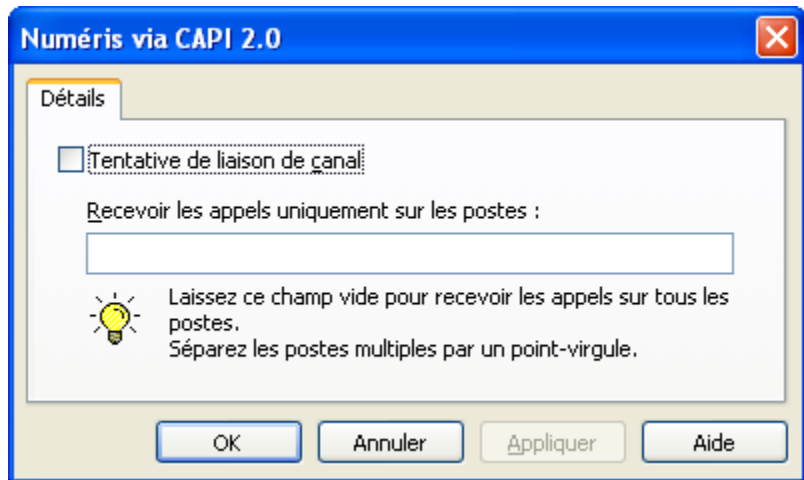 Numéris via CAPI 2.0
Détails
Tentative de liaison de canal
Recevoir les appels uniquement sur les postes :
Laissez ce champ vide pour recevoir les appels sur tous les
postes.
Séparez les postes multiples par un point-virgule.
OK Annuler Appliquer Aide